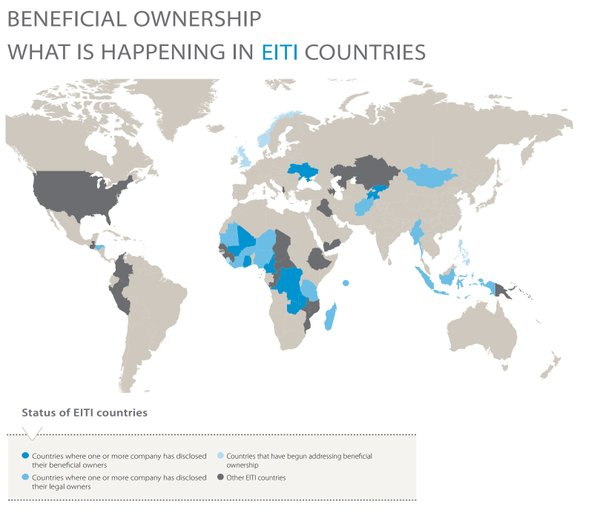 BENEFICIAL OWNERSHIP
WHAT IS HAPPENING IN EITI COUNTRIES
Status of EITI countries
Countries where one or more company has disclosed
their beneficial owners
Countries where one or more company has disclosed
their legal owners
Countries that have begun addressing beneficial
ownership
Other EITI countries